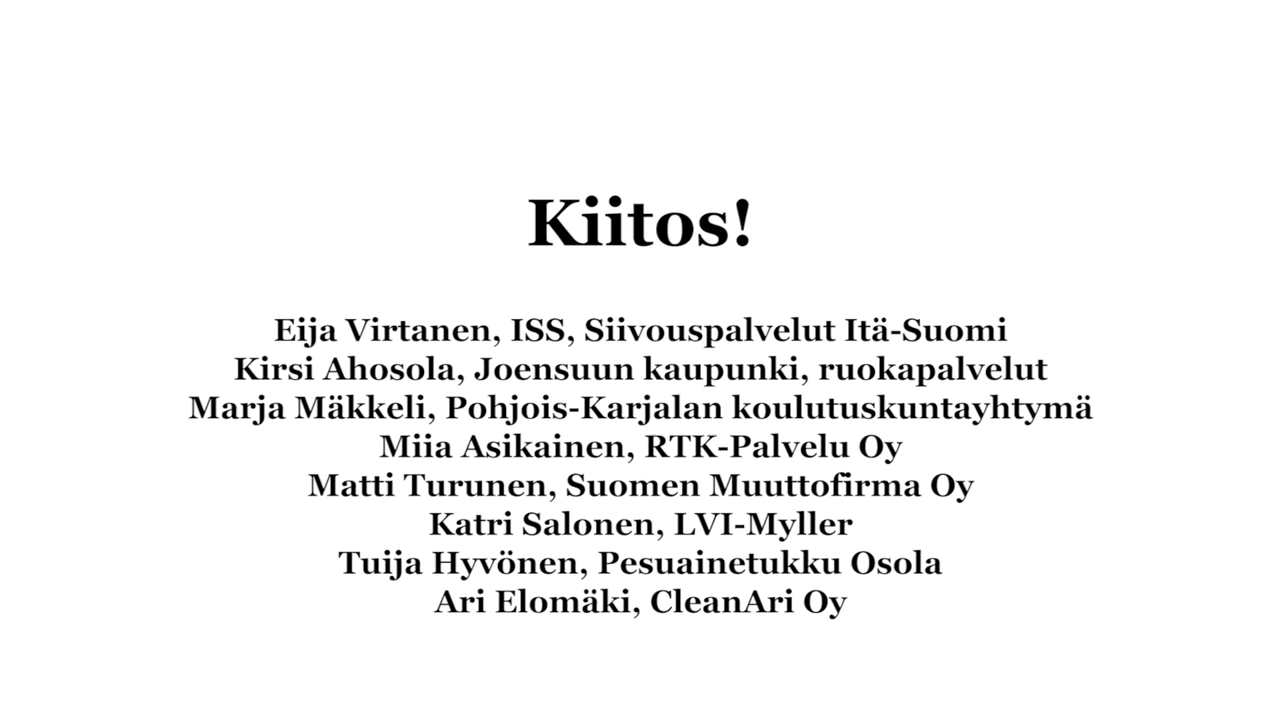 Kiitos!
Eija Virtanen, ISS, Siivouspalvelut Itä-Suomi
Kirsi Ahosola, Joensuun kaupunki, ruokapalvelut
Marja Mäkkeli, Pohjois-Karjalan koulutuskuntayhtymä
Miia Asikainen, RTK-Palvelu Oy
Matti Turunen, Suomen Muuttofirma Oy
Katri Salonen, LVI-Myller
Tuija Hyvönen, Pesuainetukku Osola
Ari Elomäki, CleanAri Oy